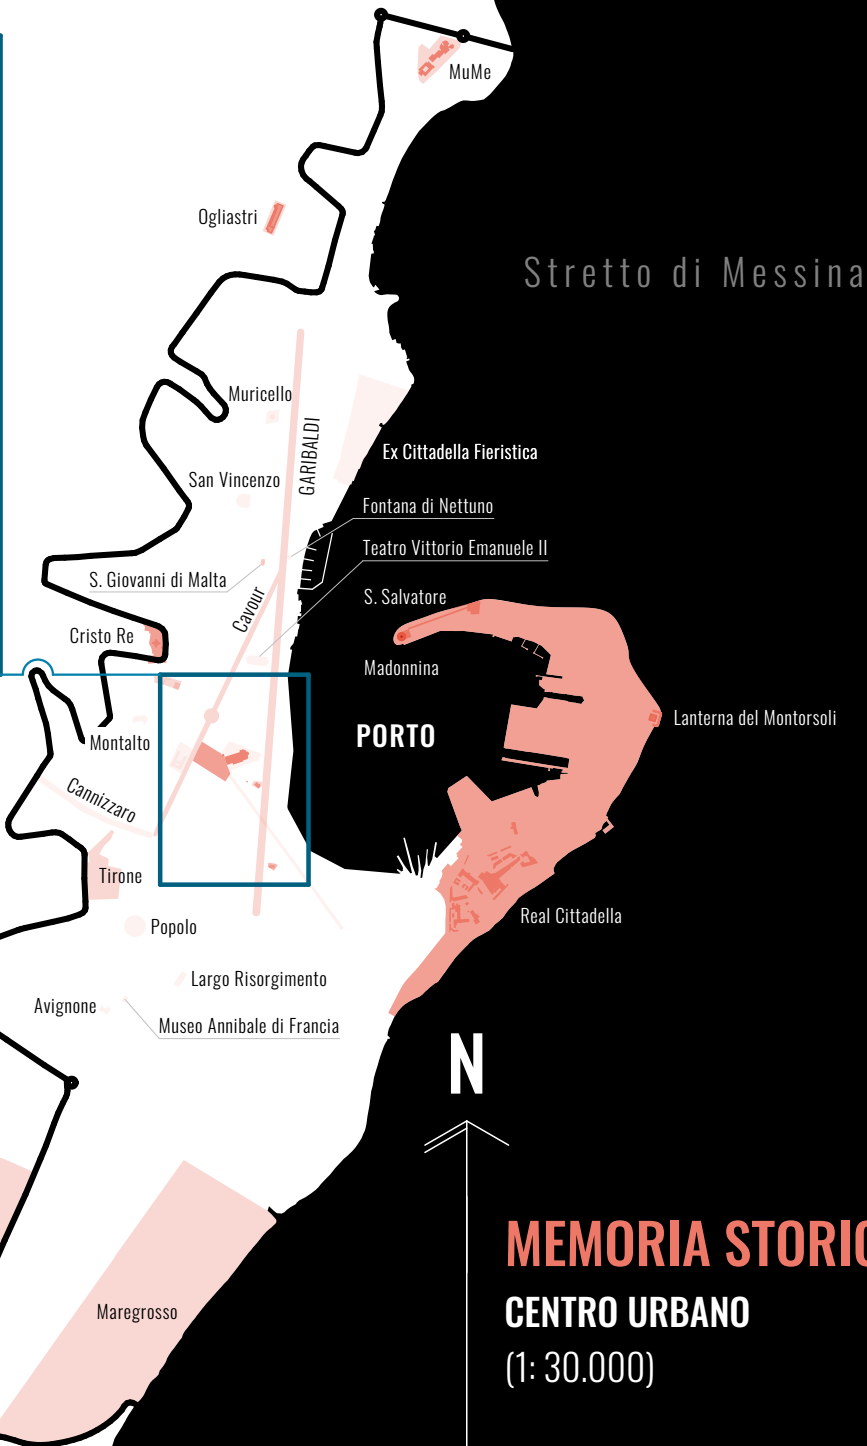 MuMe
Ogliastri
Stretto di Messina
Muricello
GARIBALDI
Ex Cittadella Fieristica
San Vincenzo
Fontana di Nettuno
Teatro Vittorio Emanuele II
S. Giovanni di Malta
Cavour
S. Salvatore
Cristo Re
Madonnina
Lanterna del Montorsoli
PORTO
Montalto
Cannizzaro
Tirone
Real Cittadella
Popolo
Largo Risorgimento
Avignone
Museo Annibale di Francia
N
MEMORIA STORIC
CENTRO URBANO
(1: 30.000)
Maregrosso